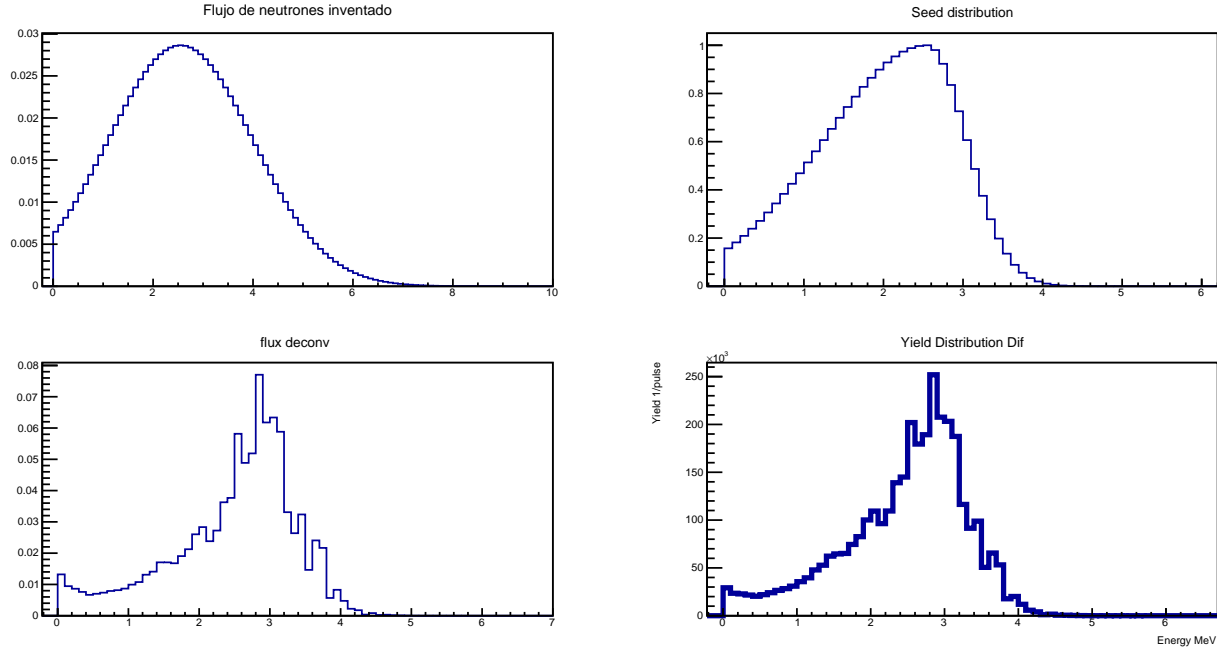 Flujo de neutrones inventado
0.03
0.025
0.02
0.015
0.01
0.005
0
0 2 4 6 8 10
Seed distribution
1
0.8
0.6
0.4
0.2
0
0 1 2 3 4 5 6
flux deconv
0.08
0.07
0.06
0.05
0.04
0.03
0.02
0.01
0
0 1 2 3 4 5 6 7
Yield Distribution Dif
×10³
Yield 1/pulse
250
200
150
100
50
0
0 1 2 3 4 5 6
Energy MeV